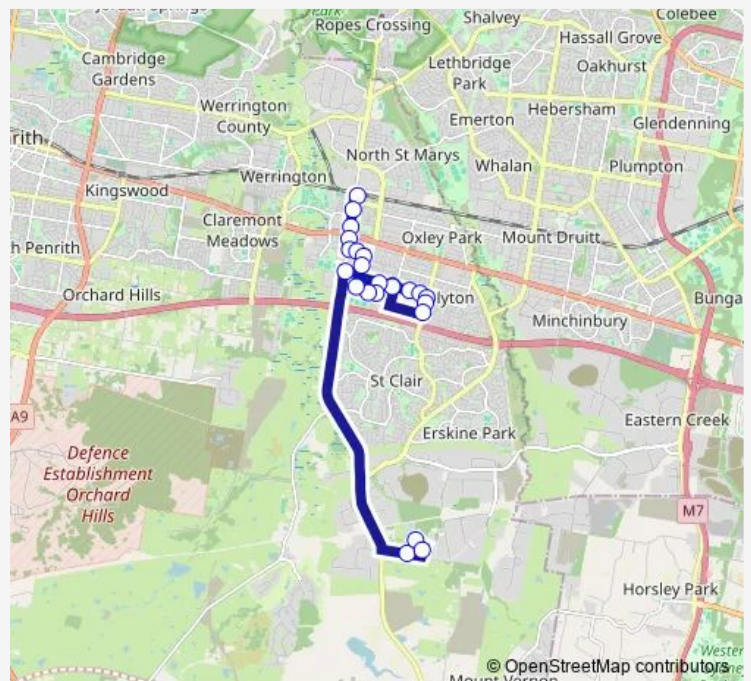 Ropes Crossing
Shalvey
Colebee
Cambridge
Gardens
Hassall Grove
Lethbridge
Park
Oakhurst
Werrington
County
Emerton
Hebersham
Glendenning
rith
North St Marys
Whalan
Plumpton
Kingswood
Werrington
Claremont
Meadows
h Penrith
Oxley Park
Mount Druitt
Orchard Hills
lyton
Bunga
Minchinbury
St Clair
A9
Eastern Creek
Erskine Park
Defence
Establishment
Orchard
Hills
M7
Horsley Park
Wester
© OpenStreetMap contributors
Mount Vernon